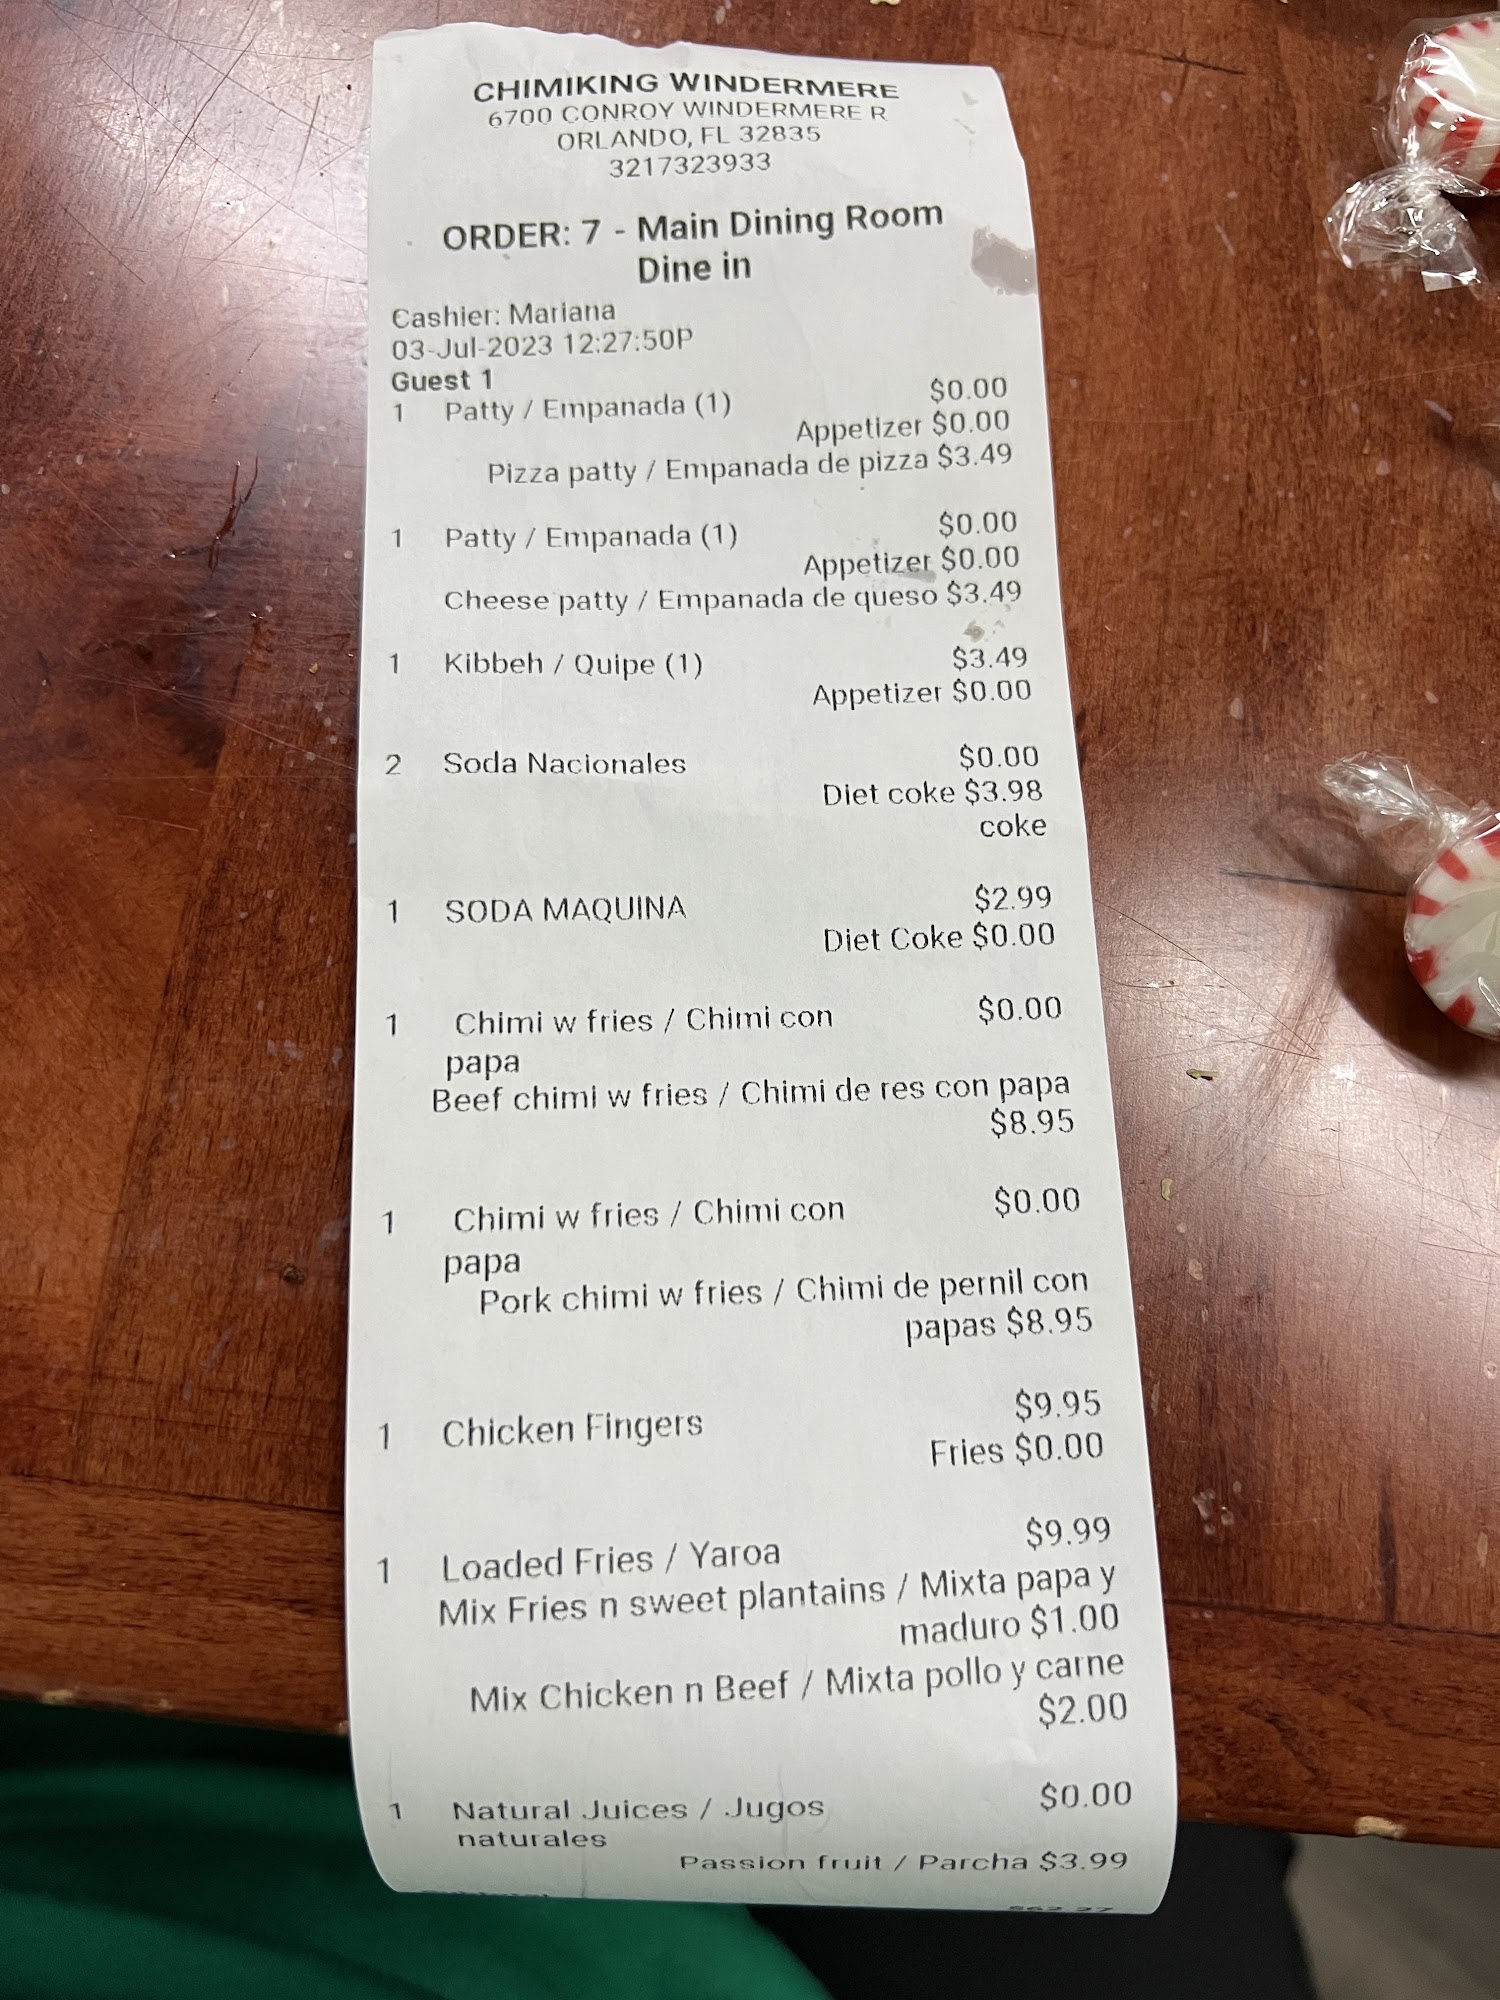 CHIMIKING WINDERMERE
6700 CONROY WINDERMERE R
ORLANDO, FL 32835
3217323933
ORDER: 7 - Main Dining Room
Dine in
Cashier: Mariana
03-Jul-2023 12:27:50P
Guest 1
1 Patty / Empanada (1) $0.00
Appetizer $0.00
Pizza patty / Empanada de pizza $3.49
1 Patty / Empanada (1) $0.00
Appetizer $0.00
Cheese patty / Empanada de queso $3.49
1 Kibbeh / Quipe (1) $3.49
Appetizer $0.00
2 Soda Nacionales $0.00
Diet coke $3.98
coke
1 SODA MAQUINA $2.99
Diet Coke $0.00
1 Chimi w fries / Chimi con $0.00
papa
Beef chimi w fries / Chimi de res con papa
$8.95
1 Chimi w fries / Chimi con $0.00
papa
Pork chimi w fries / Chimi de pernil con
papas $8.95
1 Chicken Fingers $9.95
Fries $0.00
1 Loaded Fries / Yaroa $9.99
Mix Fries n sweet plantains / Mixta papa y
maduro $1.00
Mix Chicken n Beef / Mixta pollo y carne
$2.00
1 Natural Juices / Jugos $0.00
naturales
Passion fruit / Parcha $3.99